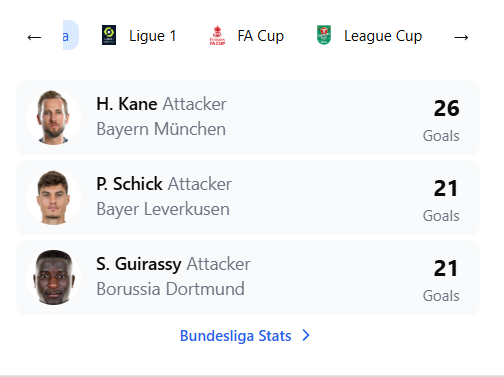 ← a Ligue 1 FA Cup League Cup →
H. Kane Attacker
26
Bayern München
Goals
P. Schick Attacker
21
Bayer Leverkusen
Goals
S. Guirassy Attacker
21
Borussia Dortmund
Goals
Bundesliga Stats >